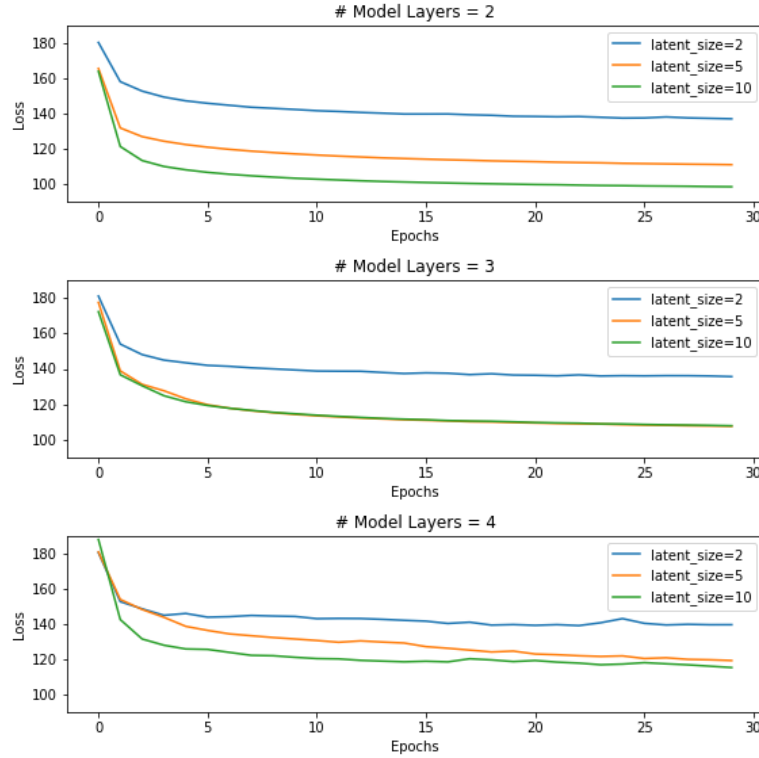 # Model Layers = 2
180
160
140
120
100
Loss
latent_size=2
latent_size=5
latent_size=10
0 5 10 15 20 25 30
Epochs
# Model Layers = 3
180
160
140
120
100
Loss
latent_size=2
latent_size=5
latent_size=10
0 5 10 15 20 25 30
Epochs
# Model Layers = 4
180
160
140
120
100
Loss
latent_size=2
latent_size=5
latent_size=10
0 5 10 15 20 25 30
Epochs